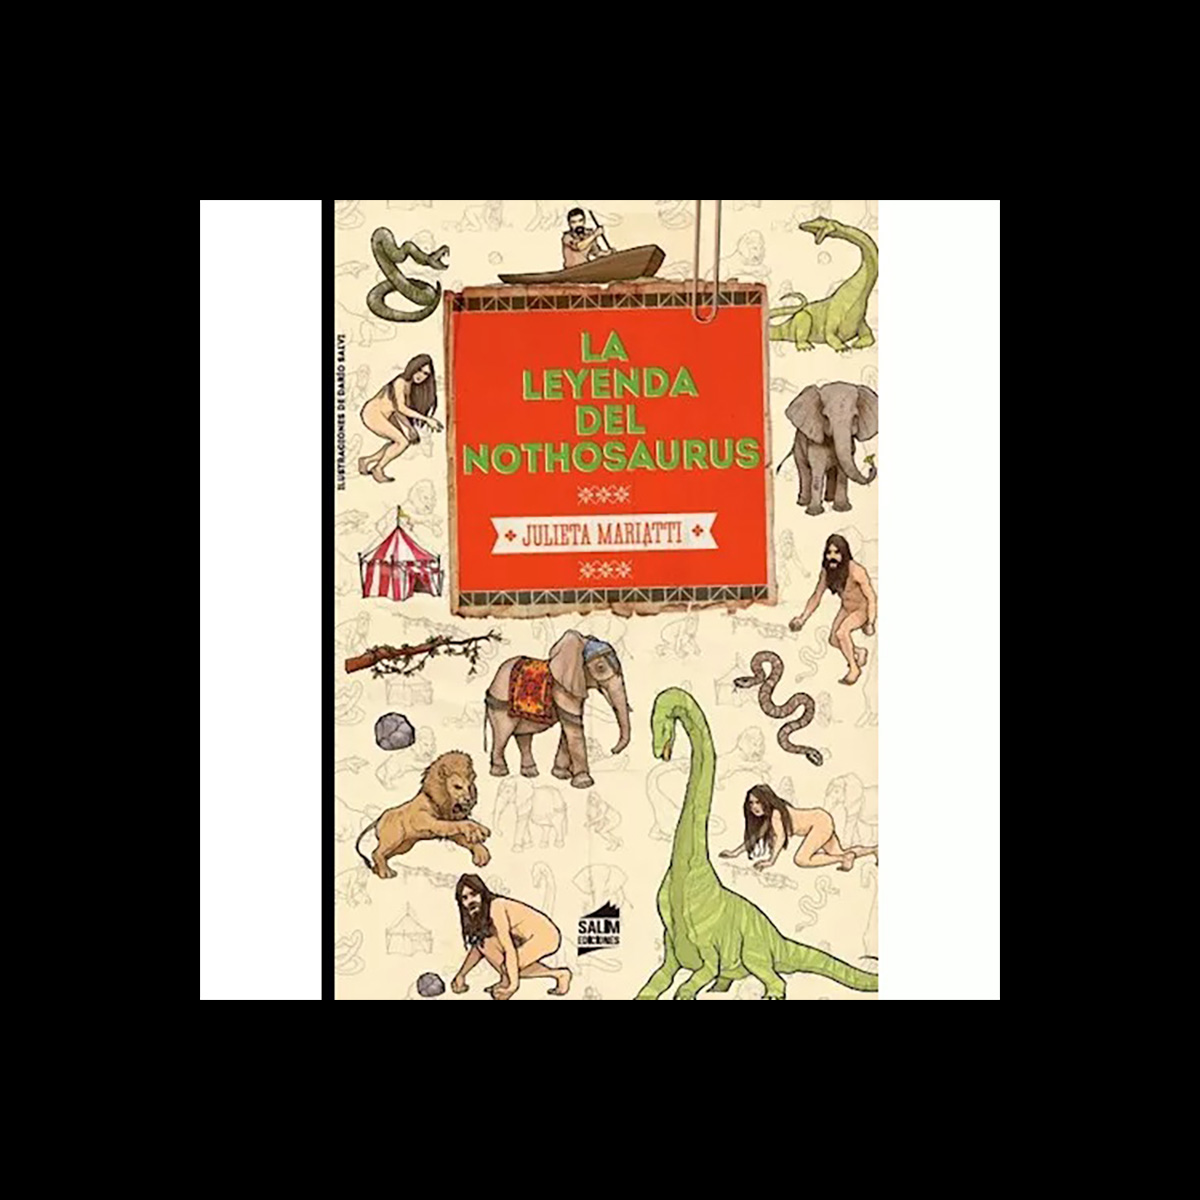 LA
LEYENDA
DEL
NOTHOSAURUS
JULIETA MARIATTI
ILUSTRACIONES DE DARÍO SALVI
SALIM
EDICIONES